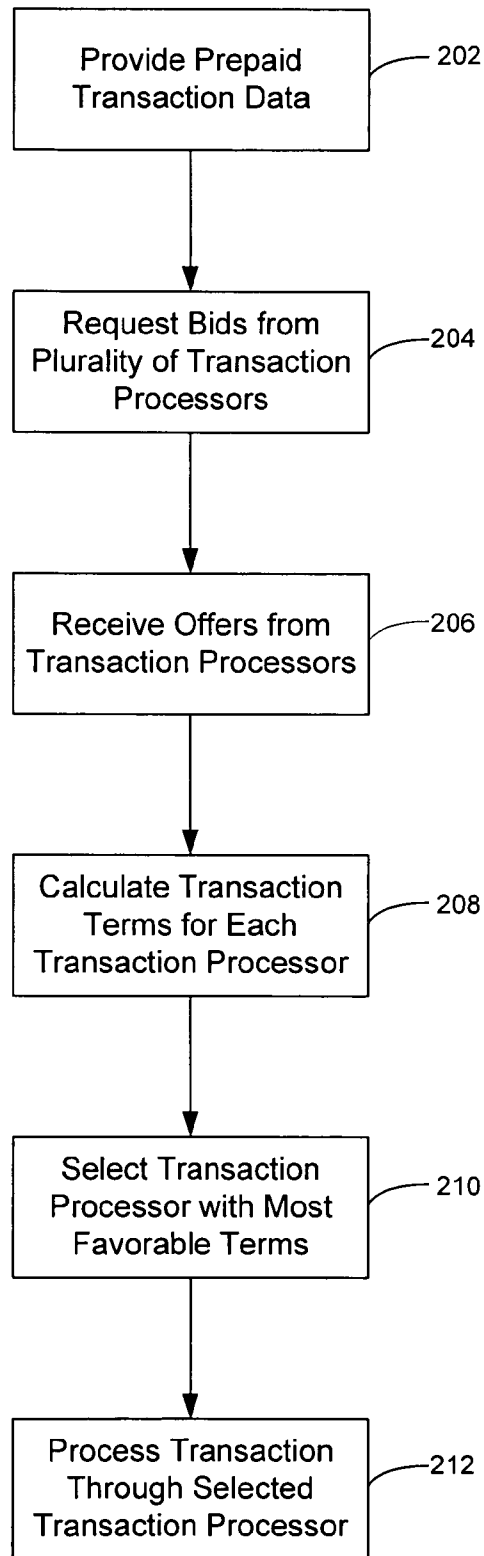 Provide Prepaid
Transaction Data
202
Request Bids from
Plurality of Transaction
Processors
204
Receive Offers from
Transaction Processors
206
Calculate Transaction
Terms for Each
Transaction Processor
208
Select Transaction
Processor with Most
Favorable Terms
210
Process Transaction
Through Selected
Transaction Processor
212